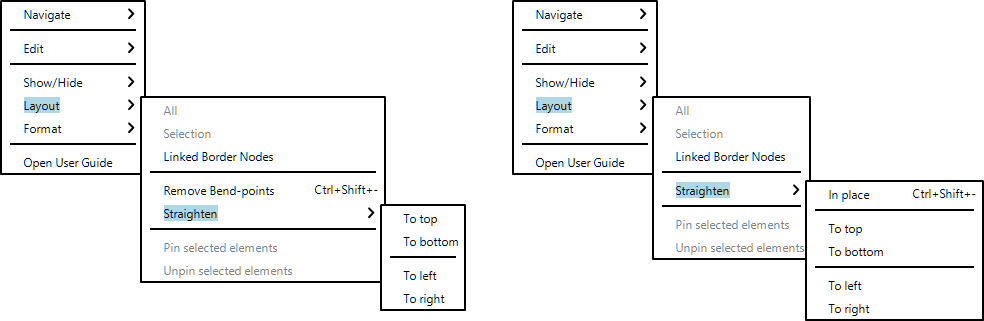 Navigate
Edit
Show/Hide
Layout
Format
Open User Guide
All
Selection
Linked Border Nodes
Remove Bend-points Ctrl+Shift+-
Straighten
Pin selected elements
Unpin selected elements
To top
To bottom
To left
To right
Navigate
Edit
Show/Hide
Layout
Format
Open User Guide
All
Selection
Linked Border Nodes
Straighten
Pin selected elements
Unpin selected elements
In place Ctrl+Shift+-
To top
To bottom
To left
To right